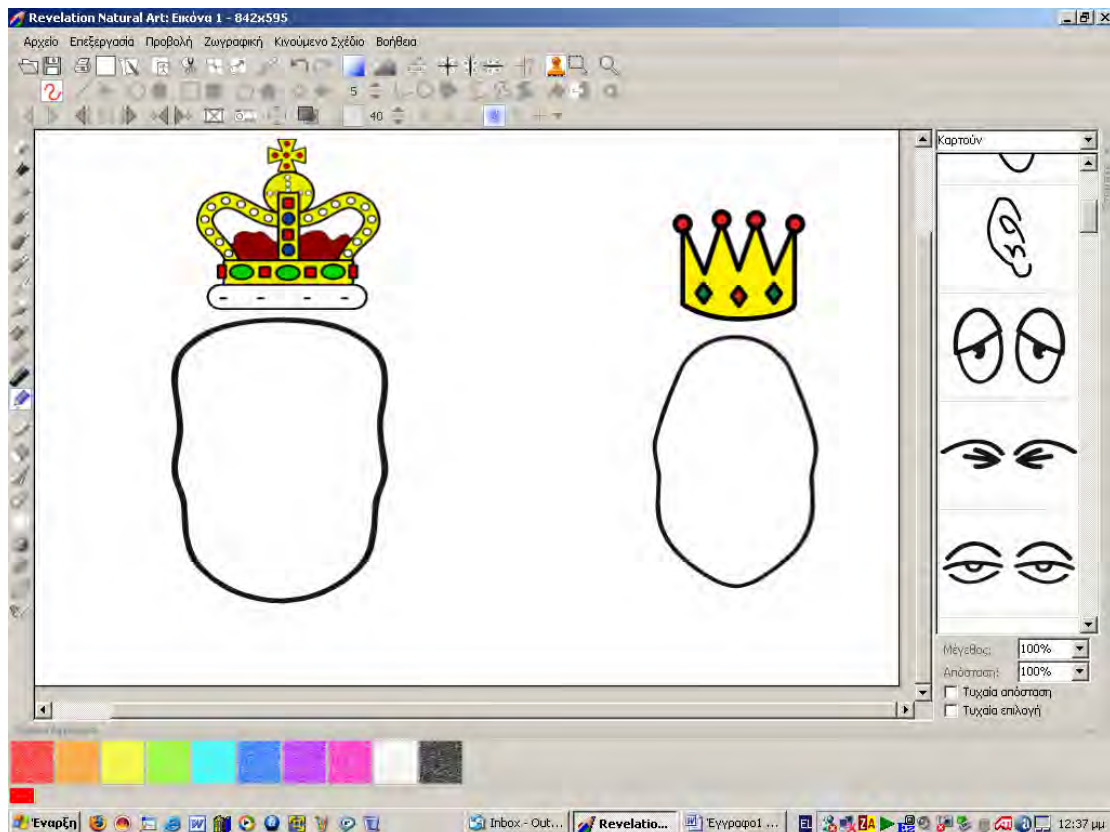 Revelation Natural Art: Εικόνα 1 - 842x595
Αρχείο Επεξεργασία Προβολή Ζωγραφική Κινούμενο Σχέδιο Βοήθεια
5
40
Καρτούν
Μέγεθος: 100%
Απόσταση: 100%
Τυχαία απόσταση
Τυχαία επιλογή
Έναρξη Inbox - Out... Revelatio... Έγγραφο1 ... EL 12:37 μμ